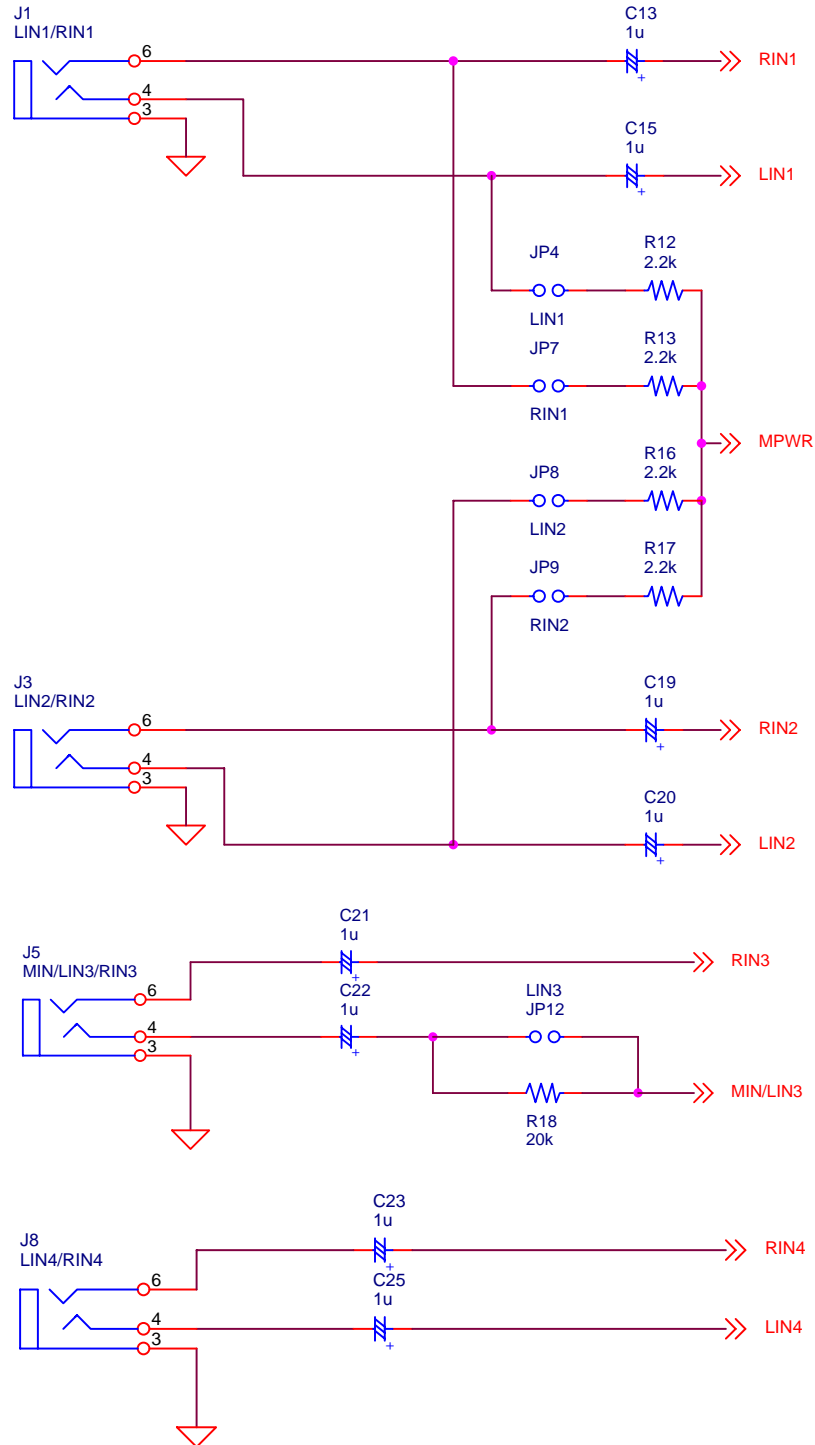 J1
LIN1/RIN1
6
4
3
C13
1u
+
RIN1
C15
1u
+
LIN1
JP4
LIN1
R12
2.2k
JP7
RIN1
R13
2.2k
MPWR
JP8
LIN2
R16
2.2k
JP9
RIN2
R17
2.2k
J3
LIN2/RIN2
6
4
3
C19
1u
+
RIN2
C20
1u
+
LIN2
J5
MIN/LIN3/RIN3
6
4
3
C21
1u
+
RIN3
C22
1u
+
LIN3
JP12
R18
20k
MIN/LIN3
J8
LIN4/RIN4
6
4
3
C23
1u
+
RIN4
C25
1u
+
LIN4